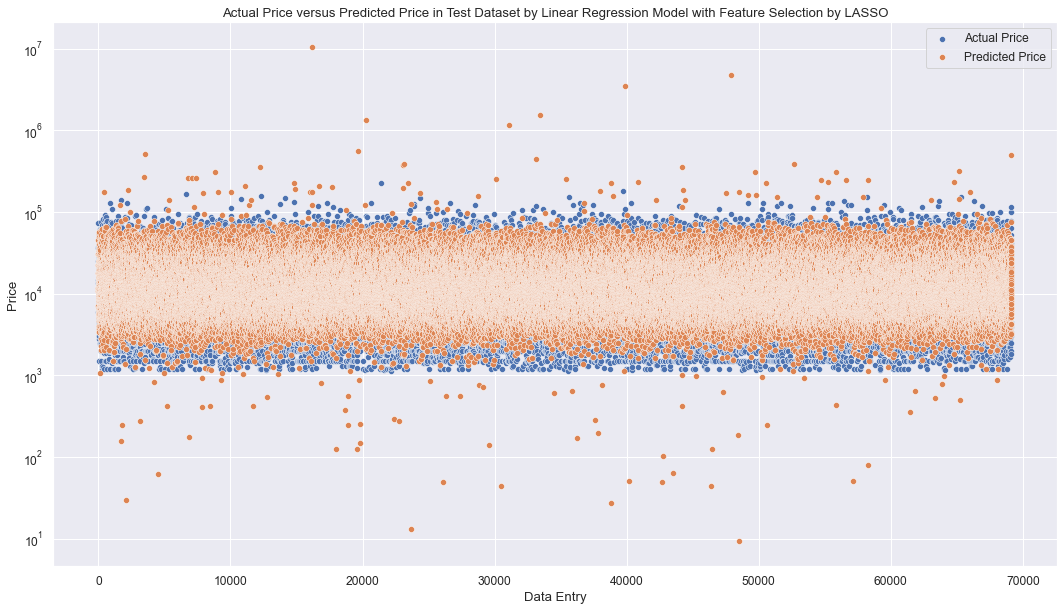 Actual Price versus Predicted Price in Test Dataset by Linear Regression Model with Feature Selection by LASSO
Actual Price
Predicted Price
10^7
10^6
10^5
10^4
10^3
10^2
10^1
Price
0 10000 20000 30000 40000 50000 60000 70000
Data Entry